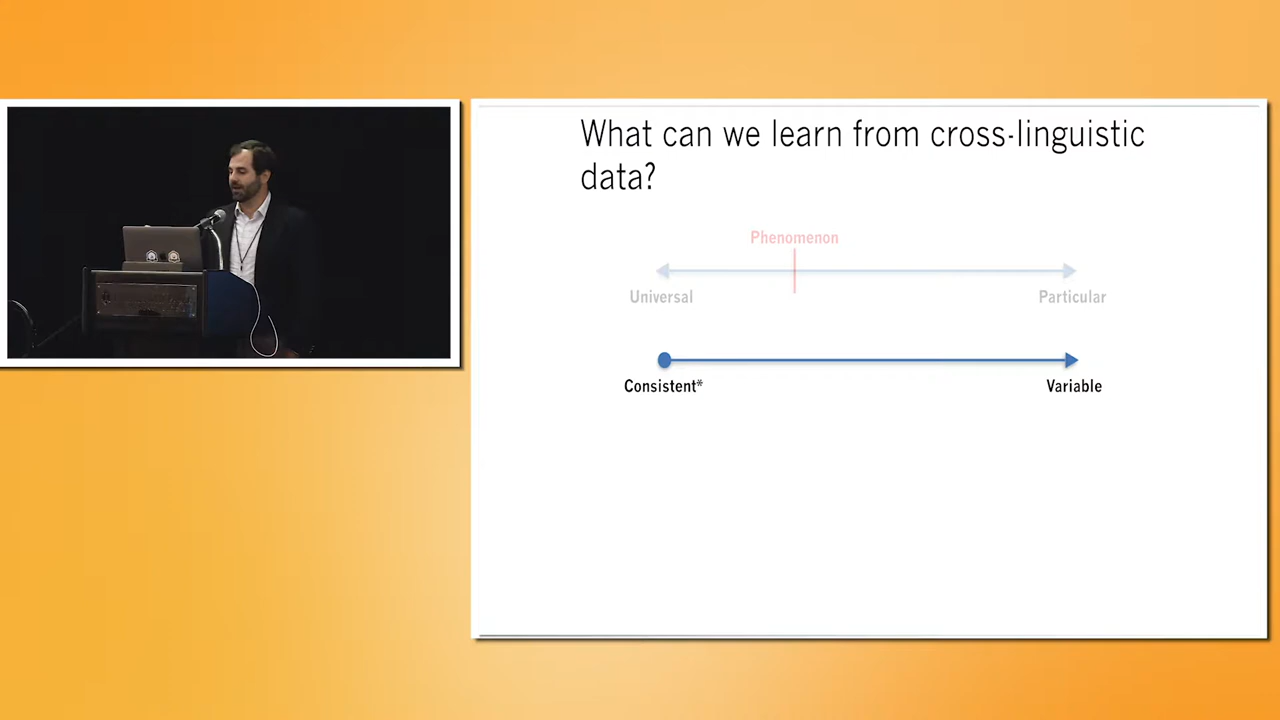 What can we learn from cross-linguistic
data?
Phenomenon
Universal
Particular
Consistent*
Variable